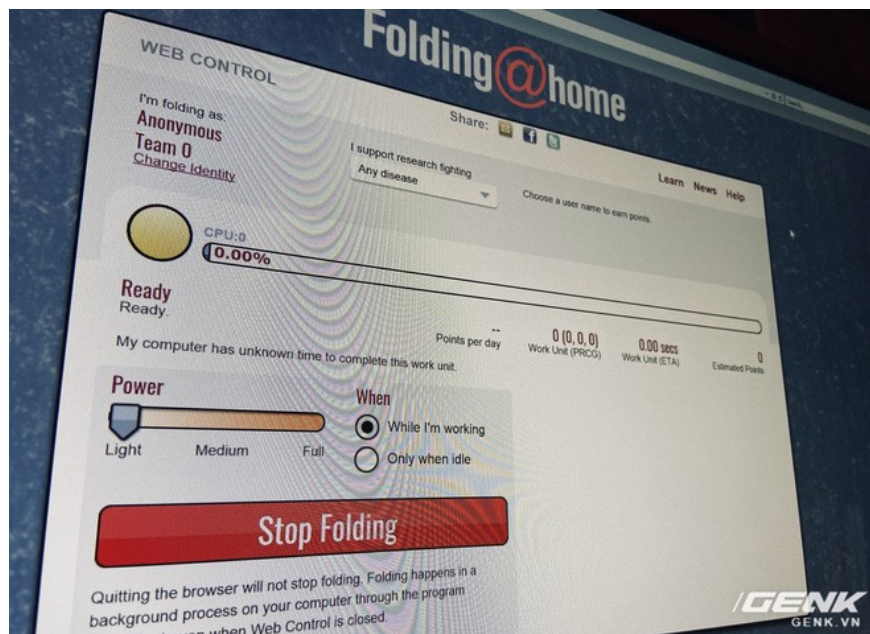 Folding@home
WEB CONTROL
Share:
I'm folding as:
Anonymous
Team 0
Change Identity
I support research fighting
Any disease
Choose a user name to earn points.
Learn News Help
CPU:0
0.00%
Ready
Ready.
--
Points per day
0 (0, 0, 0)
Work Unit (PRCG)
0.00 secs
Work Unit (ETA)
0
Estimated Points
My computer has unknown time to complete this work unit.
Power
Light Medium Full
When
While I'm working
Only when idle
Stop Folding
Quitting the browser will not stop folding. Folding happens in a
background process on your computer through the program
when Web Control is closed.
GENK
GENK.VN